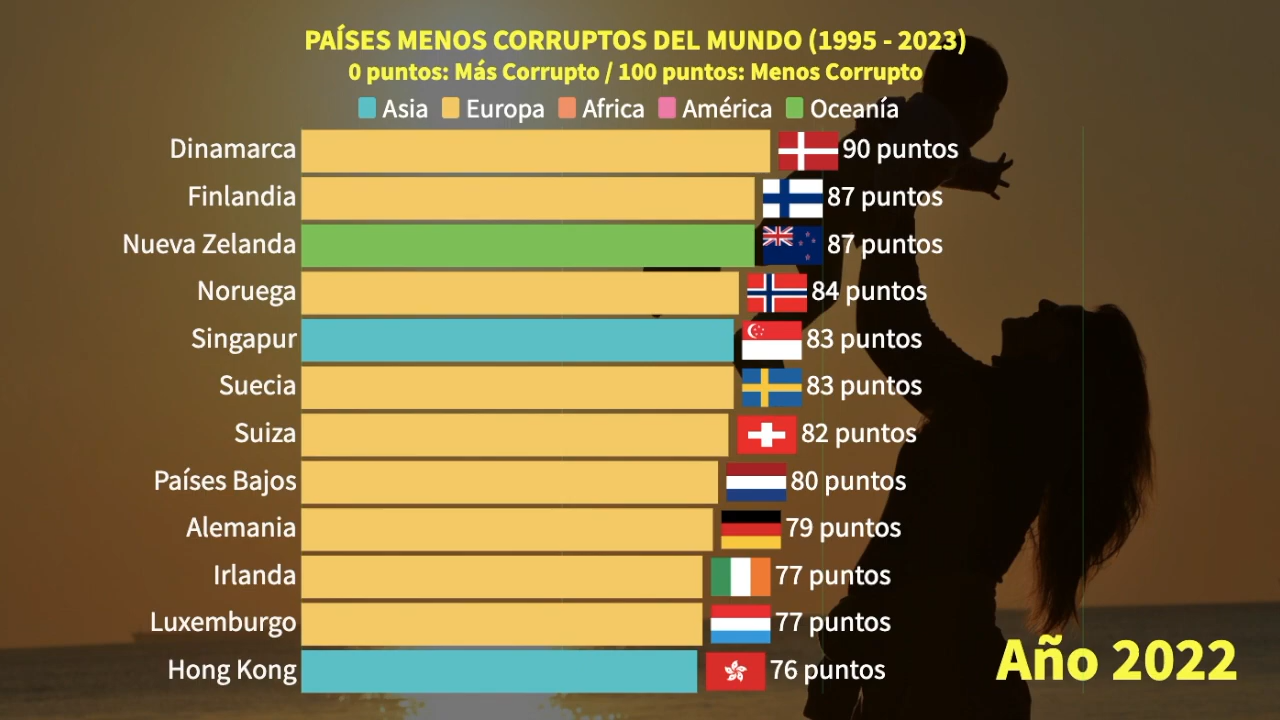 PAÍSES MENOS CORRUPTOS DEL MUNDO (1995 - 2023)
0 puntos: Más Corrupto / 100 puntos: Menos Corrupto
Asia Europa Africa América Oceanía
Dinamarca 90 puntos
Finlandia 87 puntos
Nueva Zelanda 87 puntos
Noruega 84 puntos
Singapur 83 puntos
Suecia 83 puntos
Suiza 82 puntos
Países Bajos 80 puntos
Alemania 79 puntos
Irlanda 77 puntos
Luxemburgo 77 puntos
Hong Kong 76 puntos
Año 2022